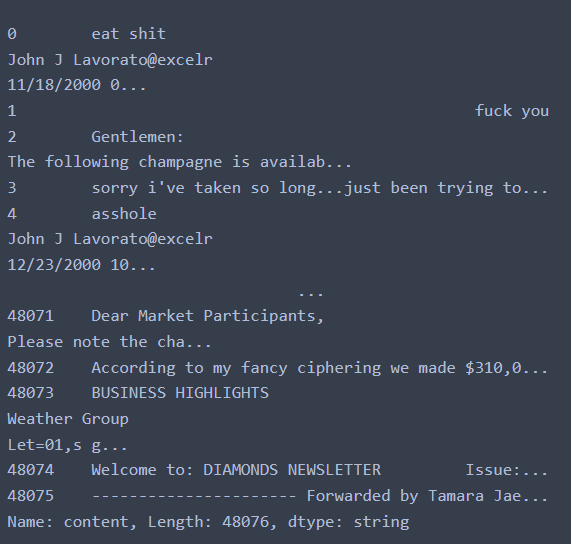 0        eat shit
John J Lavorato@excelr
11/18/2000 0...
1                                                 fuck you
2        Gentlemen:
The following champagne is availab...
3        sorry i've taken so long...just been trying to...
4        asshole
John J Lavorato@excelr
12/23/2000 10...
                               ...
48071    Dear Market Participants,
Please note the cha...
48072    According to my fancy ciphering we made $310,0...
48073    BUSINESS HIGHLIGHTS
Weather Group
Let=01,s g...
48074    Welcome to: DIAMONDS NEWSLETTER         Issue:...
48075    ---------------------- Forwarded by Tamara Jae...
Name: content, Length: 48076, dtype: string